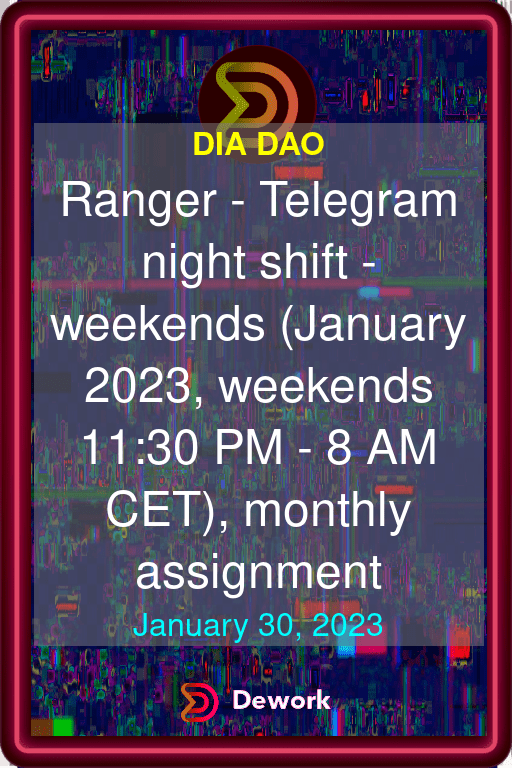 DIA DAO
Ranger - Telegram
night shift -
weekends (January
2023, weekends
11:30 PM - 8 AM
CET), monthly
assignment
January 30, 2023
Dework